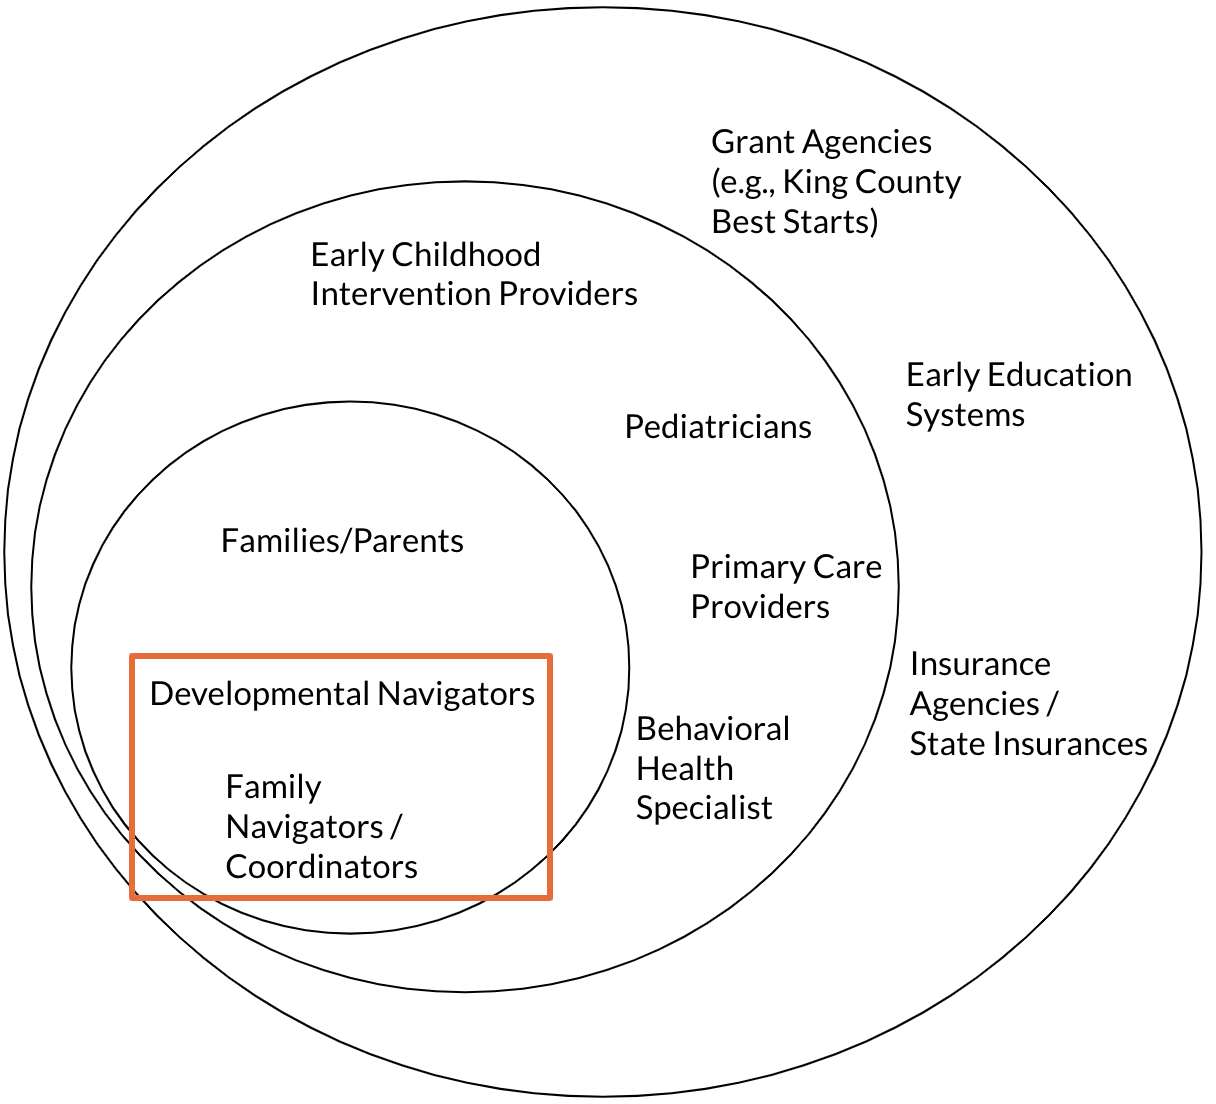 Grant Agencies
(e.g., King County
Best Starts)
Early Childhood
Intervention Providers
Early Education
Systems
Pediatricians
Families/Parents
Primary Care
Providers
Insurance
Agencies /
State Insurances
Developmental Navigators
Behavioral
Health
Specialist
Family
Navigators /
Coordinators